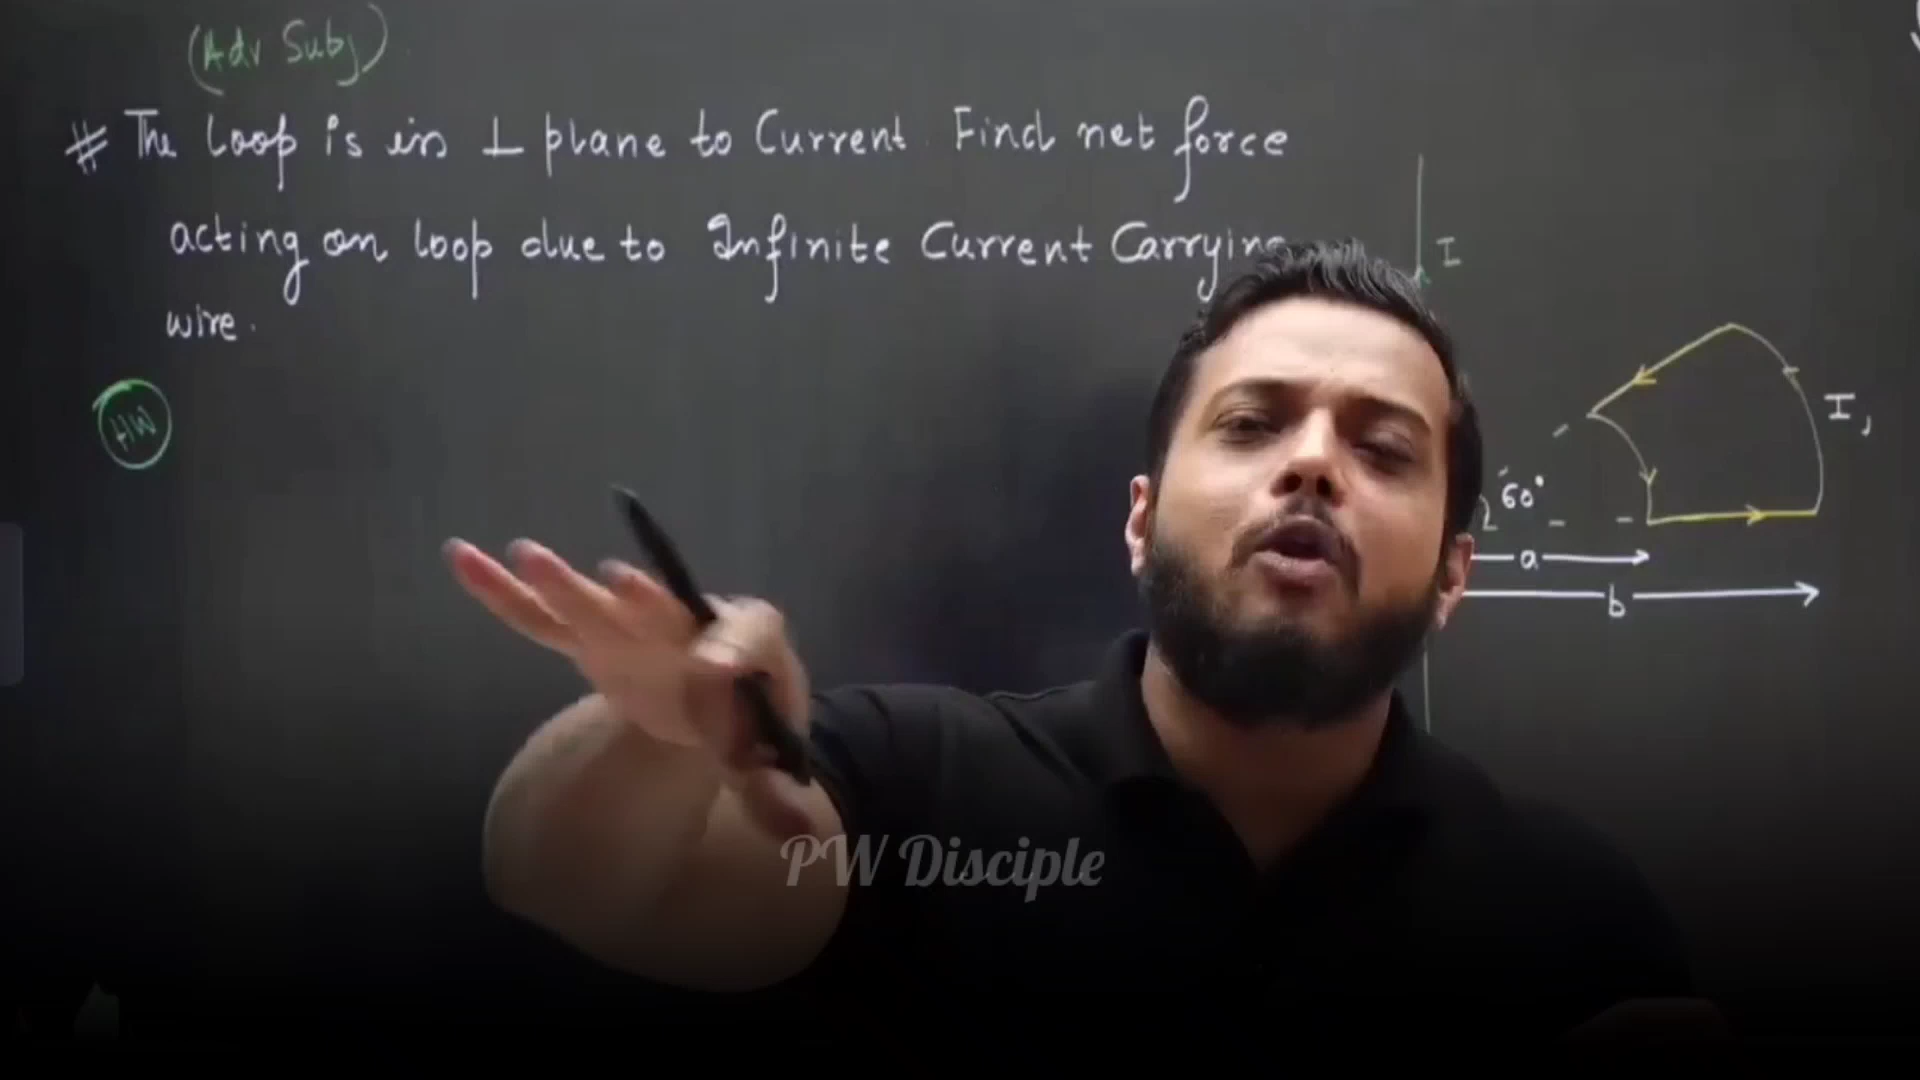 (Adv Subj)
# The loop is in ⊥ plane to Current. Find net force
acting on loop due to Infinite Current Carrying
wire.
HW
I
I₁
60°
a
b
PW Disciple